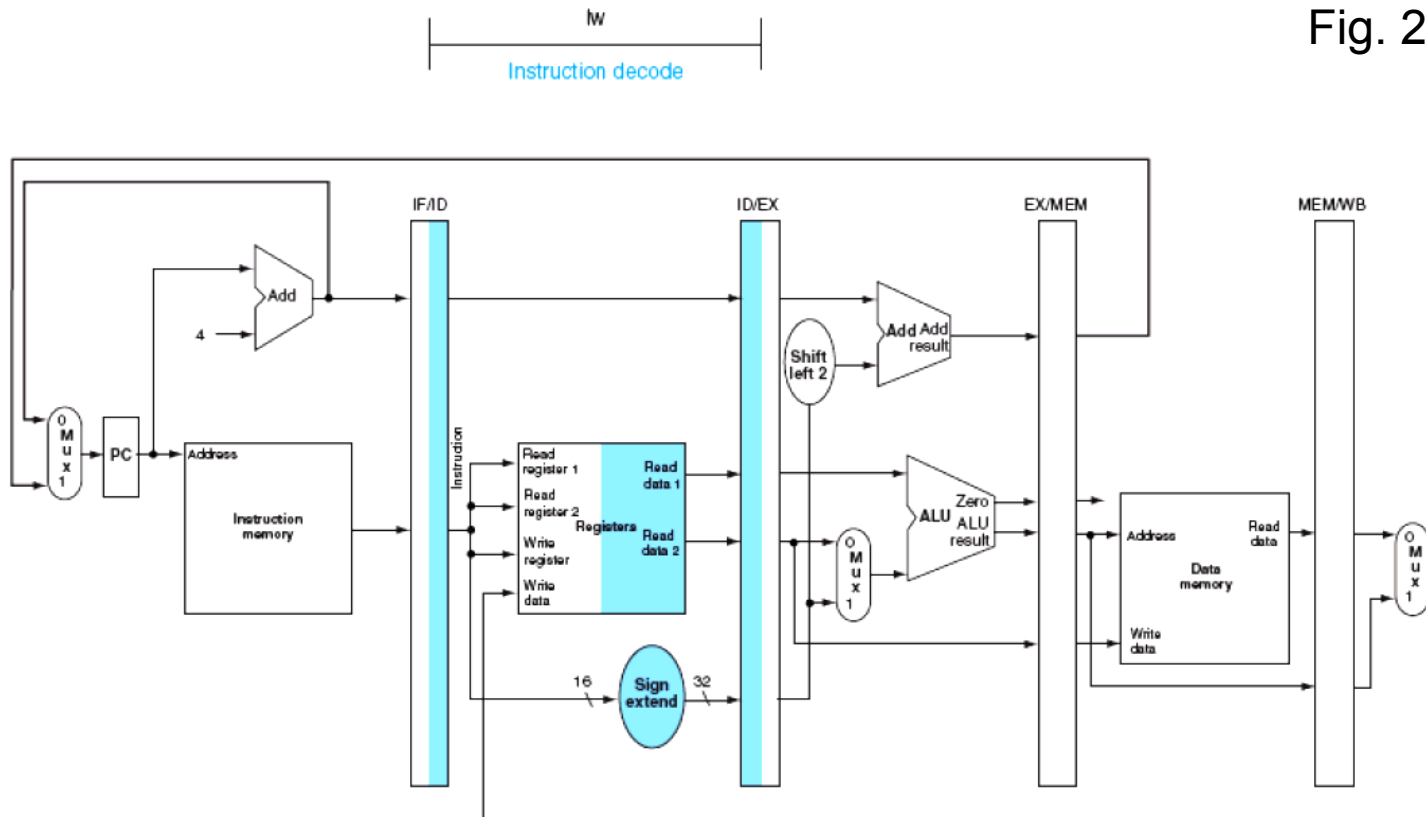 lw
Fig. 2
Instruction decode
IF/ID
ID/EX
EX/MEM
MEM/WB
Add
4
Shift
left 2
Add Add
result
0
M
u
x
1
PC
Address
Instruction
memory
Instruction
Read
register 1
Read
register 2
Write
register
Write
data
Registers
Read
data 1
Read
data 2
16
Sign
extend
32
0
M
u
x
1
ALU
Zero
ALU
result
Address
Write
data
Data
memory
Read
data
0
M
u
x
1